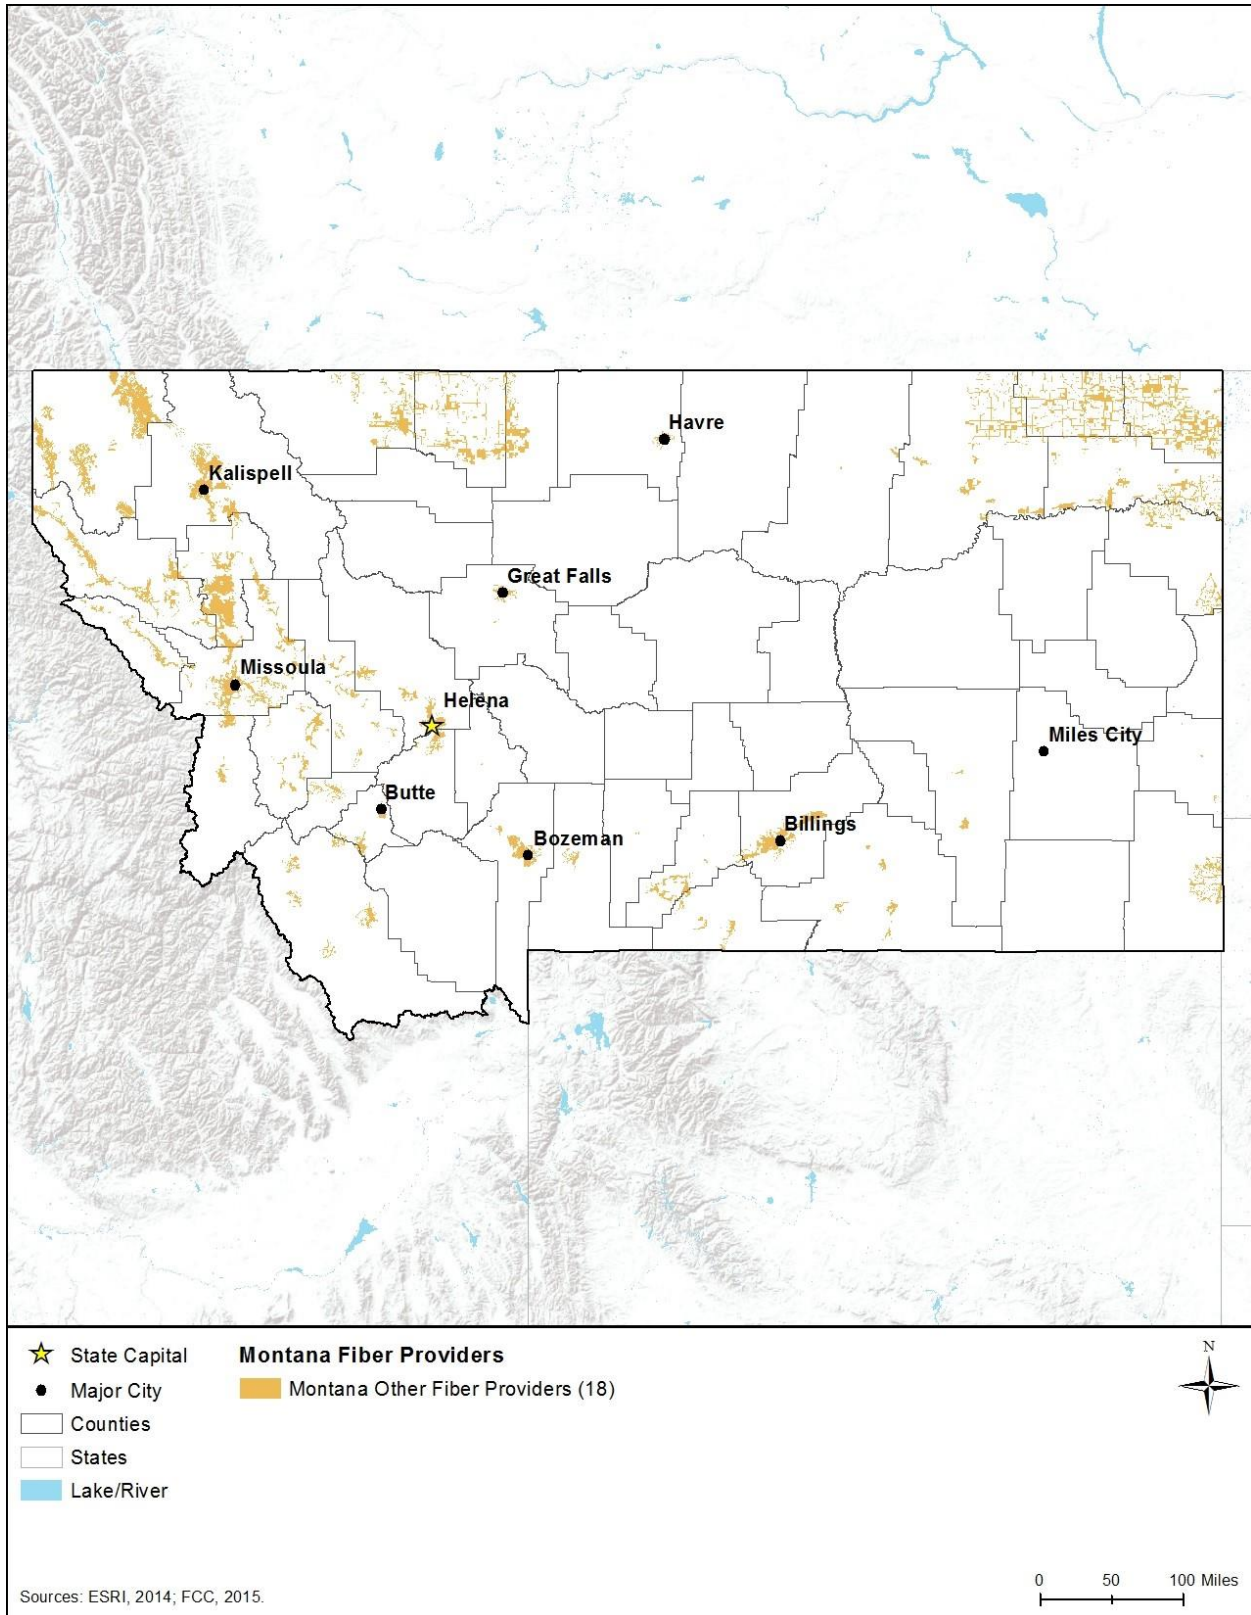 Havre
Kalispell
Great Falls
Missoula
Helena
Miles City
Butte
Billings
Bozeman
State Capital
Major City
Counties
States
Lake/River
Montana Fiber Providers
Montana Other Fiber Providers (18)
N
Sources: ESRI, 2014; FCC, 2015.
0 50 100 Miles